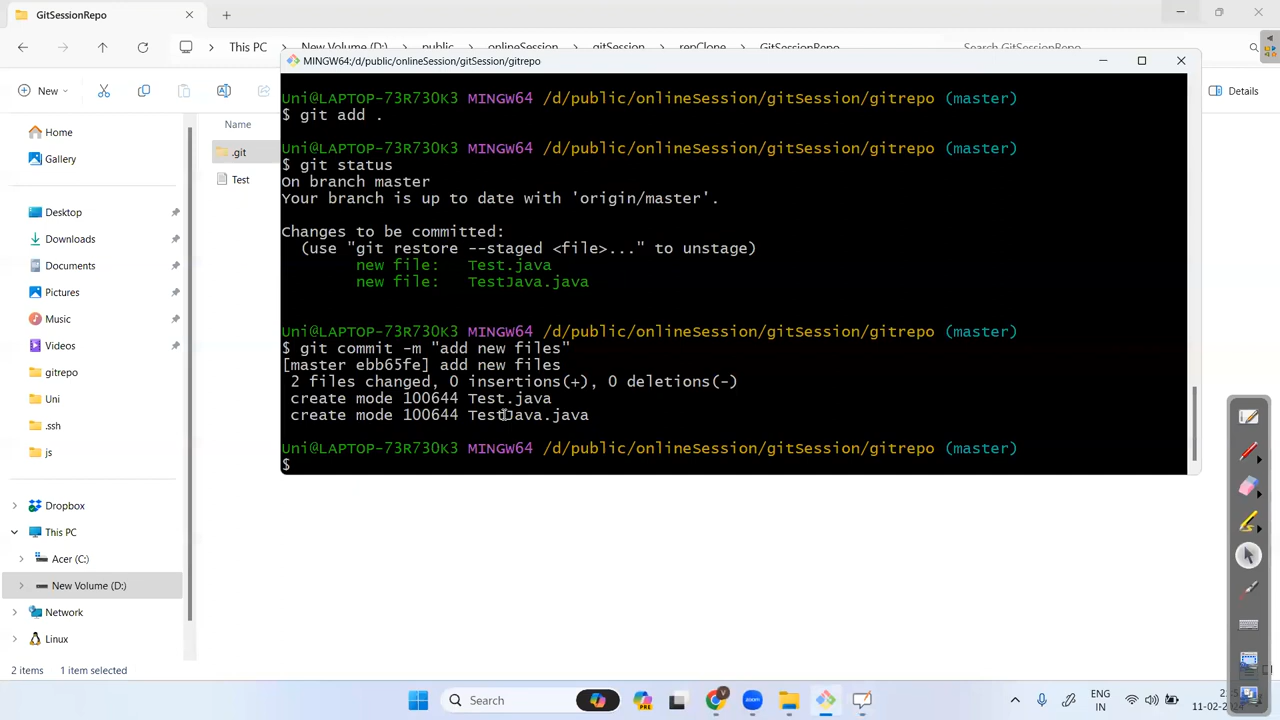 GitSessionRepo
This PC
New Volume (D:)
public
onlineSession
gitSession
repClone
GitSessionRepo
Search GitSessionRepo
MINGW64:/d/public/onlineSession/gitSession/gitrepo
New
Details
Home
Gallery
Desktop
Downloads
Documents
Pictures
Music
Videos
gitrepo
Uni
.ssh
js
Dropbox
This PC
Acer (C:)
New Volume (D:)
Network
Linux
Name
.git
Test
Uni@LAPTOP-73R730K3 MINGW64 /d/public/onlineSession/gitSession/gitrepo (master)
$ git add .
Uni@LAPTOP-73R730K3 MINGW64 /d/public/onlineSession/gitSession/gitrepo (master)
$ git status
On branch master
Your branch is up to date with 'origin/master'.
Changes to be committed:
(use "git restore --staged <file>..." to unstage)
new file: Test.java
new file: TestJava.java
Uni@LAPTOP-73R730K3 MINGW64 /d/public/onlineSession/gitSession/gitrepo (master)
$ git commit -m "add new files"
[master ebb65fe] add new files
2 files changed, 0 insertions(+), 0 deletions(-)
create mode 100644 Test.java
create mode 100644 TestJava.java
Uni@LAPTOP-73R730K3 MINGW64 /d/public/onlineSession/gitSession/gitrepo (master)
$
2 items
1 item selected
Search
PRE
V
zoom
ENG
IN